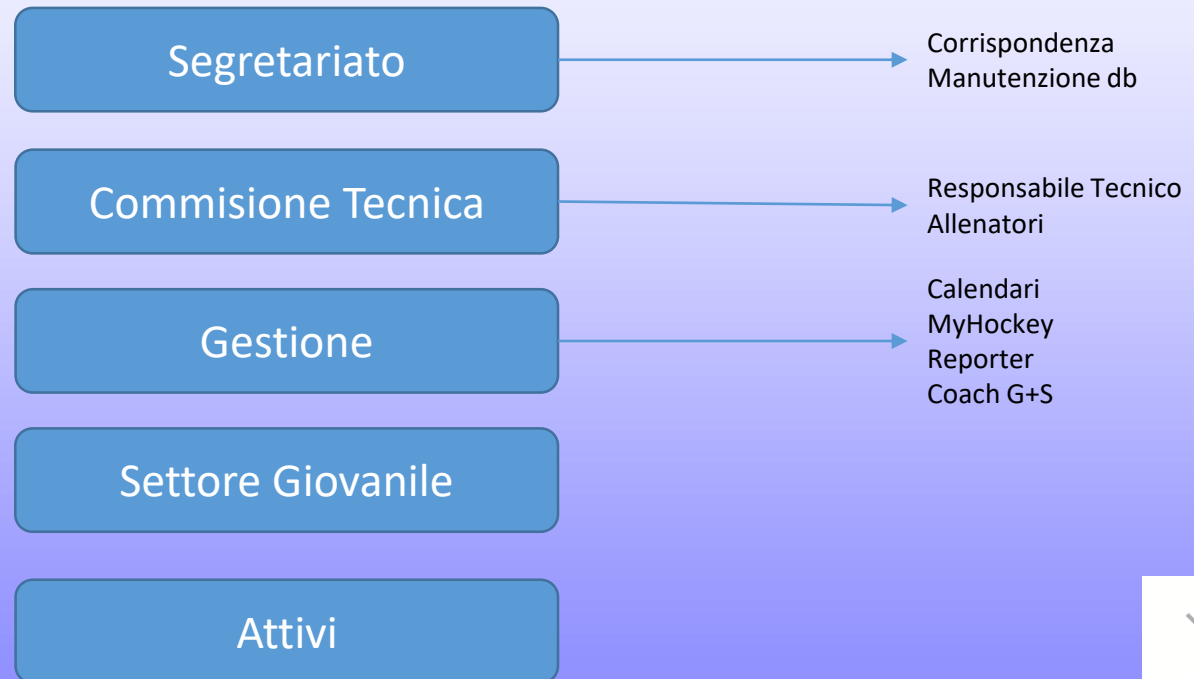 Segretariato
Corrispondenza
Manutenzione db
Commisione Tecnica
Responsabile Tecnico
Allenatori
Gestione
Calendari
MyHockey
Reporter
Coach G+S
Settore Giovanile
Attivi